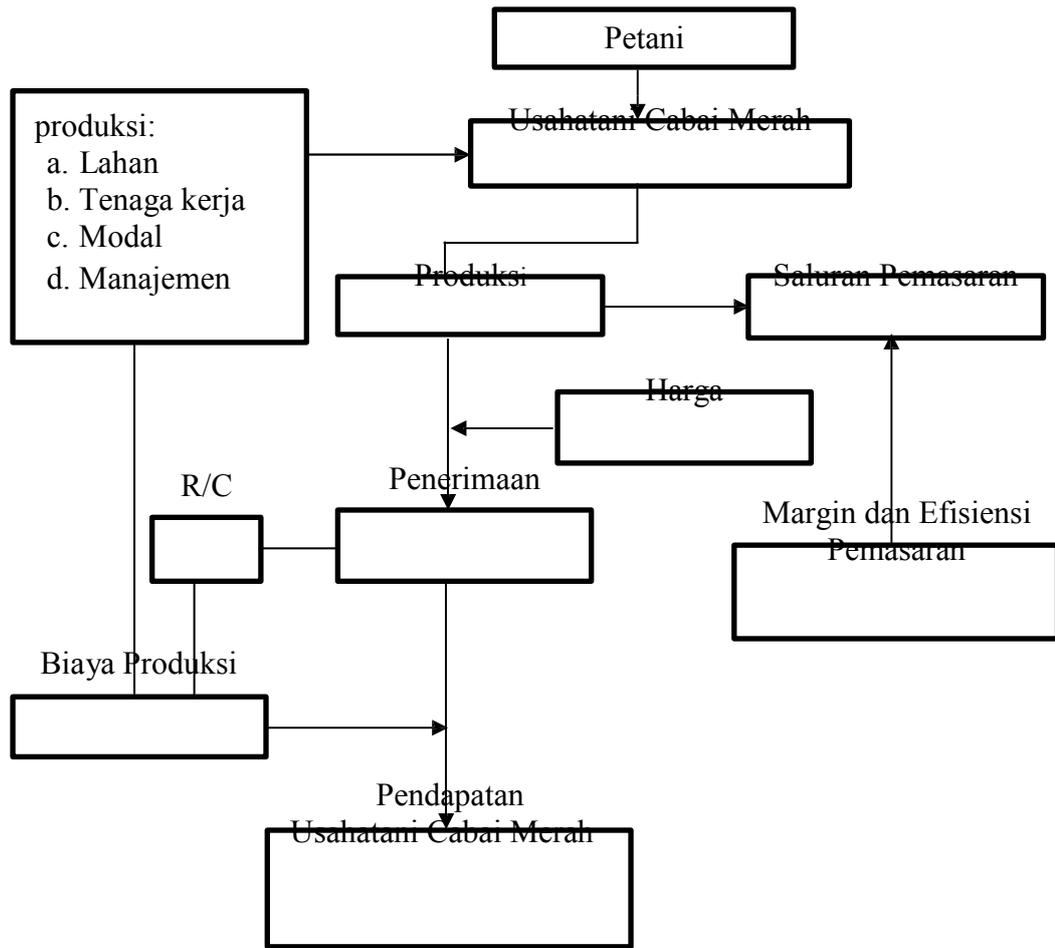 Petani
Usahatani Cabai Merah
produksi:
a. Lahan
b. Tenaga kerja
c. Modal
d. Manajemen
Produksi
Saluran Pemasaran
Harga
Penerimaan
R/C
Margin dan Efisiensi
Pemasaran
Biaya Produksi
Pendapatan
Usahatani Cabai Merah